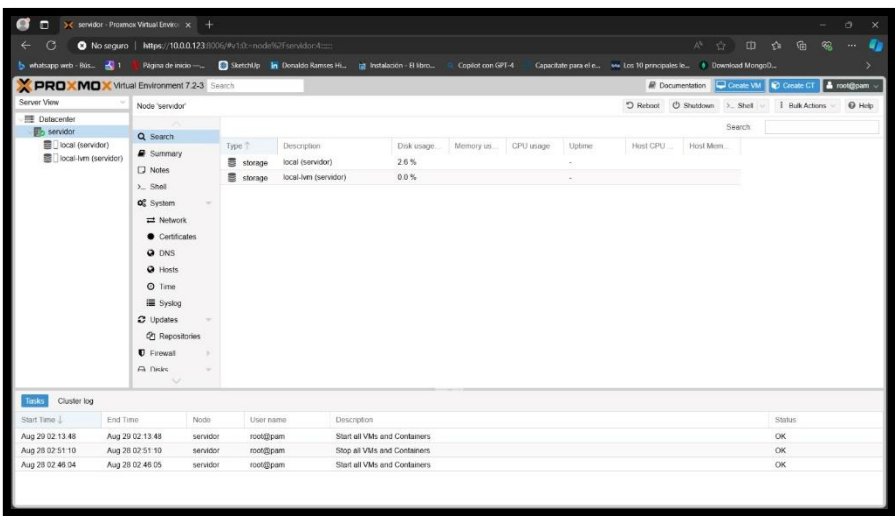 servidor - Proxmox Virtual Enviro
No seguro https://10.0.0.123:8006/#v1:0:=node%2Fservidor:4:::::
whatsapp web - Bús... 1 Página de inicio —... SketchUp Donaldo Ramses Hi... Instalación - El libro... Copilot con GPT-4 Capacitate para el e... Los 10 principales le... Download MongoD...
PROXMOX Virtual Environment 7.2-3 Search Documentation Create VM Create CT root@pam
Server View
Node 'servidor' Reboot Shutdown Shell Bulk Actions Help
Datacenter
servidor
local (servidor)
local-lvm (servidor)
Search
Summary
Notes
Shell
System
Network
Certificates
DNS
Hosts
Time
Syslog
Updates
Repositories
Firewall
Disks
Search:
Type Description Disk usage... Memory us... CPU usage Uptime Host CPU ... Host Mem...
storage local (servidor) 2.6 % -
storage local-lvm (servidor) 0.0 % -
Tasks Cluster log
Start Time End Time Node User name Description Status
Aug 29 02:13:48 Aug 29 02:13:48 servidor root@pam Start all VMs and Containers OK
Aug 28 02:51:10 Aug 28 02:51:10 servidor root@pam Stop all VMs and Containers OK
Aug 28 02:46:04 Aug 28 02:46:05 servidor root@pam Start all VMs and Containers OK